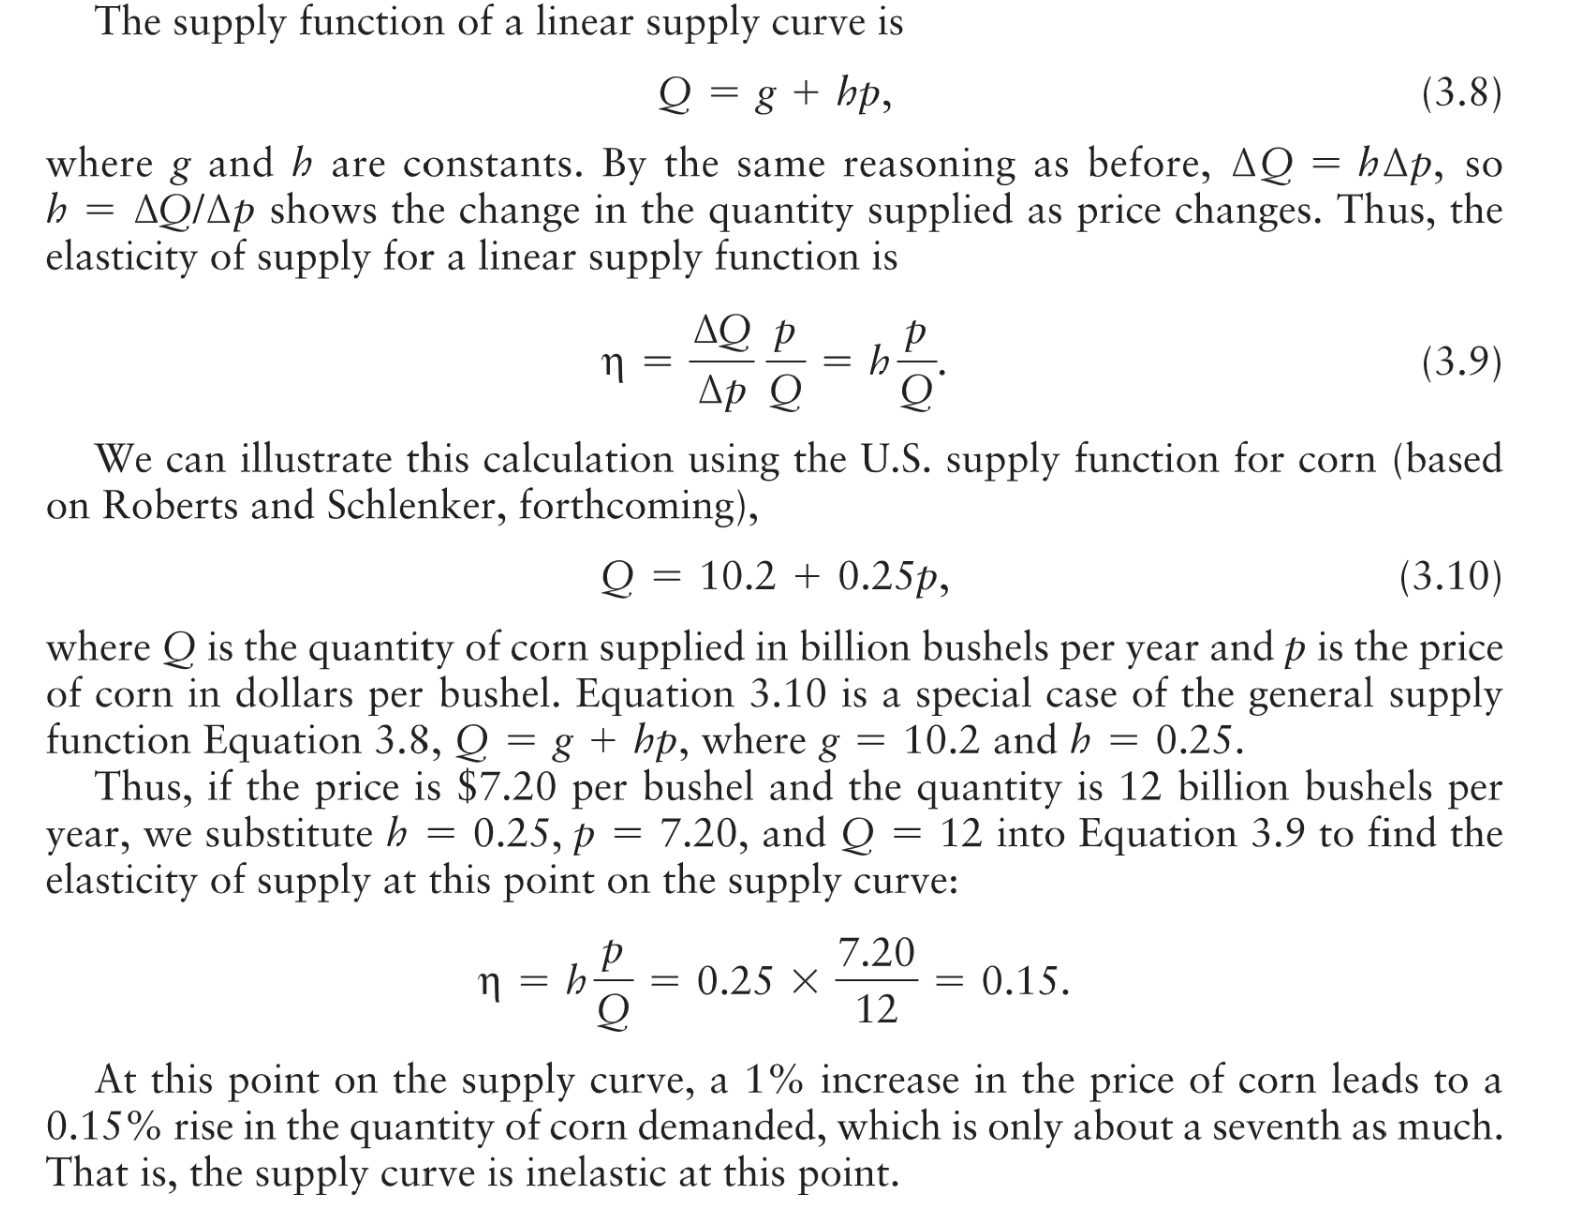 The supply function of a linear supply curve is
Q = g + hp, (3.8)
where g and h are constants. By the same reasoning as before, ΔQ = hΔp, so
h = ΔQ/Δp shows the change in the quantity supplied as price changes. Thus, the
elasticity of supply for a linear supply function is
η = \frac{ΔQ}{Δp} \frac{p}{Q} = h\frac{p}{Q}. (3.9)
We can illustrate this calculation using the U.S. supply function for corn (based
on Roberts and Schlenker, forthcoming),
Q = 10.2 + 0.25p, (3.10)
where Q is the quantity of corn supplied in billion bushels per year and p is the price
of corn in dollars per bushel. Equation 3.10 is a special case of the general supply
function Equation 3.8, Q = g + hp, where g = 10.2 and h = 0.25.
Thus, if the price is $7.20 per bushel and the quantity is 12 billion bushels per
year, we substitute h = 0.25, p = 7.20, and Q = 12 into Equation 3.9 to find the
elasticity of supply at this point on the supply curve:
η = h\frac{p}{Q} = 0.25 × \frac{7.20}{12} = 0.15.
At this point on the supply curve, a 1% increase in the price of corn leads to a
0.15% rise in the quantity of corn demanded, which is only about a seventh as much.
That is, the supply curve is inelastic at this point.